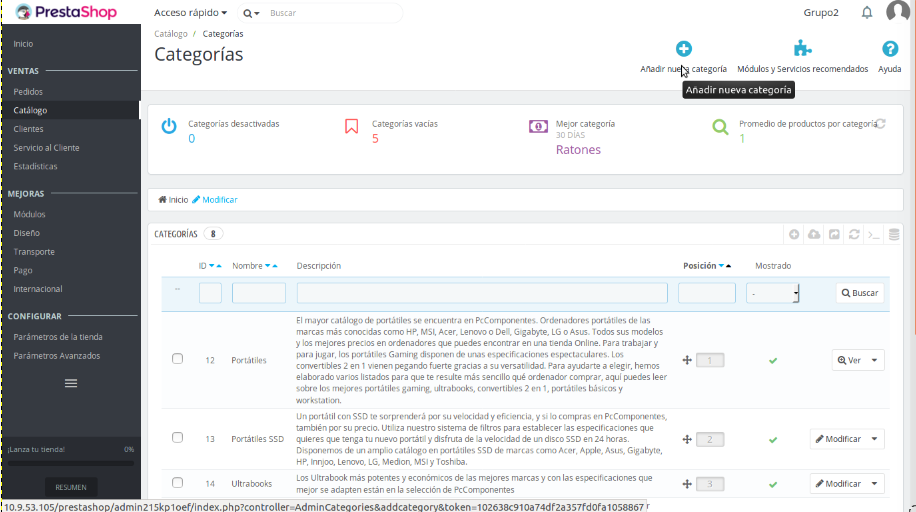 PrestaShop
Acceso rápido
Buscar
Grupo2
Catálogo / Categorías
Categorías
Añadir nueva categoría
Módulos y Servicios recomendados
Ayuda
Añadir nueva categoría
Inicio
VENTAS
Pedidos
Catálogo
Clientes
Servicio al Cliente
Estadísticas
MEJORAS
Módulos
Diseño
Transporte
Pago
Internacional
CONFIGURAR
Parámetros de la tienda
Parámetros Avanzados
¡Lanza tu tienda! 0%
RESUMEN
Categorías desactivadas
0
Categorías vacías
5
Mejor categoría
30 DÍAS
Ratones
Promedio de productos por categoría
1
Inicio Modificar
CATEGORÍAS 8
ID Nombre Descripción Posición Mostrado
-- - Buscar
12 Portátiles
El mayor catálogo de portátiles se encuentra en PcComponentes. Ordenadores portátiles de las
marcas más conocidas como HP, MSI, Acer, Lenovo o Dell, Gigabyte, LG o Asus. Todos sus modelos
y los mejores precios en ordenadores que puedes encontrar en una tienda Online. Para trabajar y
para jugar, los portátiles Gaming disponen de unas especificaciones espectaculares. Los
convertibles 2 en 1 vienen pegando fuerte gracias a su versatilidad. Para ayudarte a elegir, hemos
elaborado varios listados para que te resulte más sencillo qué ordenador comprar, aquí puedes leer
sobre los mejores portátiles gaming, ultrabooks, convertibles 2 en 1, portátiles básicos y
workstation.
1 Ver
13 Portátiles SSD
Un portátil con SSD te sorprenderá por su velocidad y eficiencia, y si lo compras en PcComponentes,
también por su precio. Utiliza nuestro sistema de filtros para establecer las especificaciones que
quieres que tenga tu nuevo portátil y disfruta de la velocidad de un disco SSD en 24 horas.
Disponemos de un amplio catálogo en portátiles SSD de marcas como Acer, Apple, Asus, Gigabyte,
HP, Innjoo, Lenovo, LG, Medion, MSI y Toshiba.
2 Modificar
14 Ultrabooks
Los Ultrabook más potentes y económicos de las mejores marcas y con las especificaciones que
mejor se adapten están en la selección de PcComponentes
3 Modificar
10.9.53.105/prestashop/admin215kp1oef/index.php?controller=AdminCategories&addcategory&token=102638c910a74df2a357fd0fa1058867